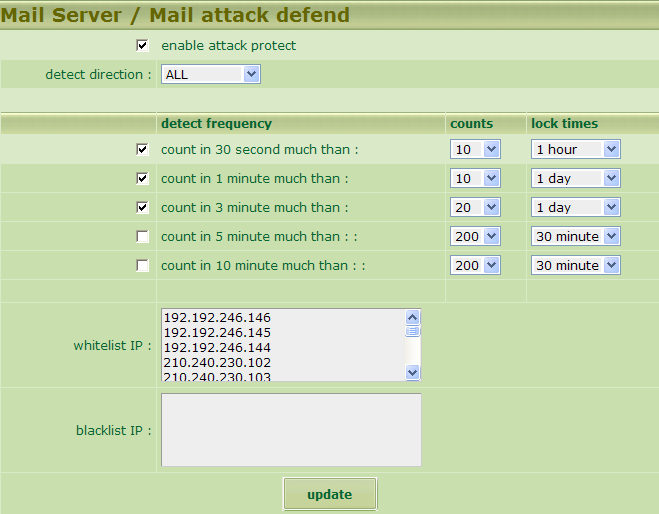 Mail Server / Mail attack defend
enable attack protect
detect direction : ALL
detect frequency counts lock times
count in 30 second much than : 10 1 hour
count in 1 minute much than : 10 1 day
count in 3 minute much than : 20 1 day
count in 5 minute much than : : 200 30 minute
count in 10 minute much than : : 200 30 minute
192.192.246.146
192.192.246.145
whitelist IP : 192.192.246.144
210.240.230.102
210.240.230.103
blacklist IP :
update